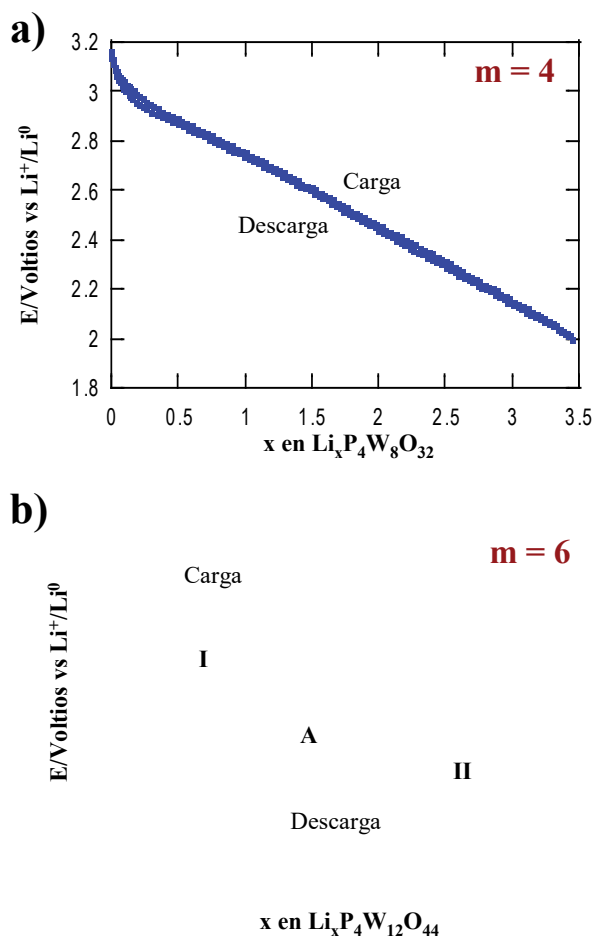 a)
m = 4
E/Voltios vs Li⁺/Li⁰
3.2
3
2.8
2.6
2.4
2.2
2
1.8
Carga
Descarga
0 0.5 1 1.5 2 2.5 3 3.5
x en LiₓP₄W₈O₃₂
b)
m = 6
E/Voltios vs Li⁺/Li⁰
Carga
I
A
II
Descarga
x en LiₓP₄W₁₂O₄₄